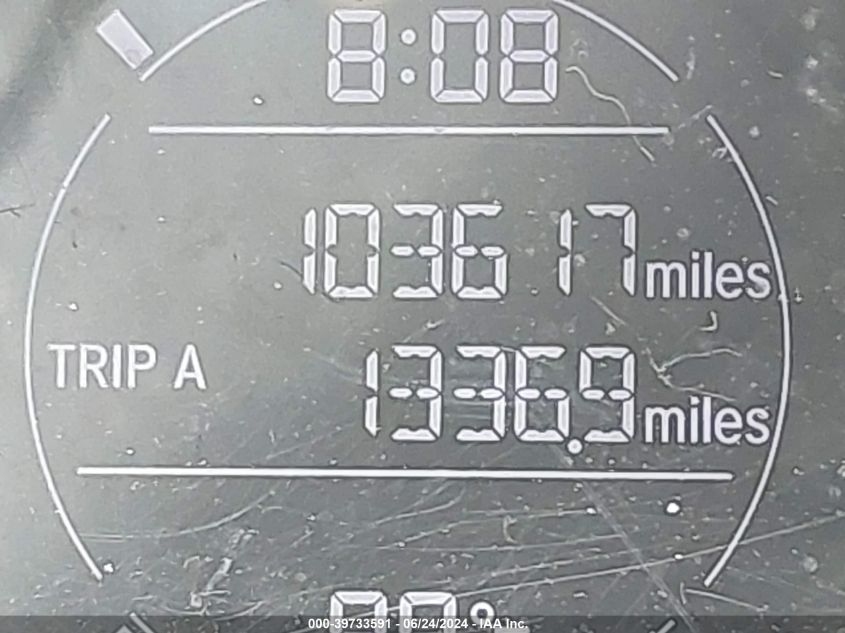 8:08
103617 miles
TRIP A
1336.9 miles
000-39733591 - 06/24/2024 - IAA Inc.